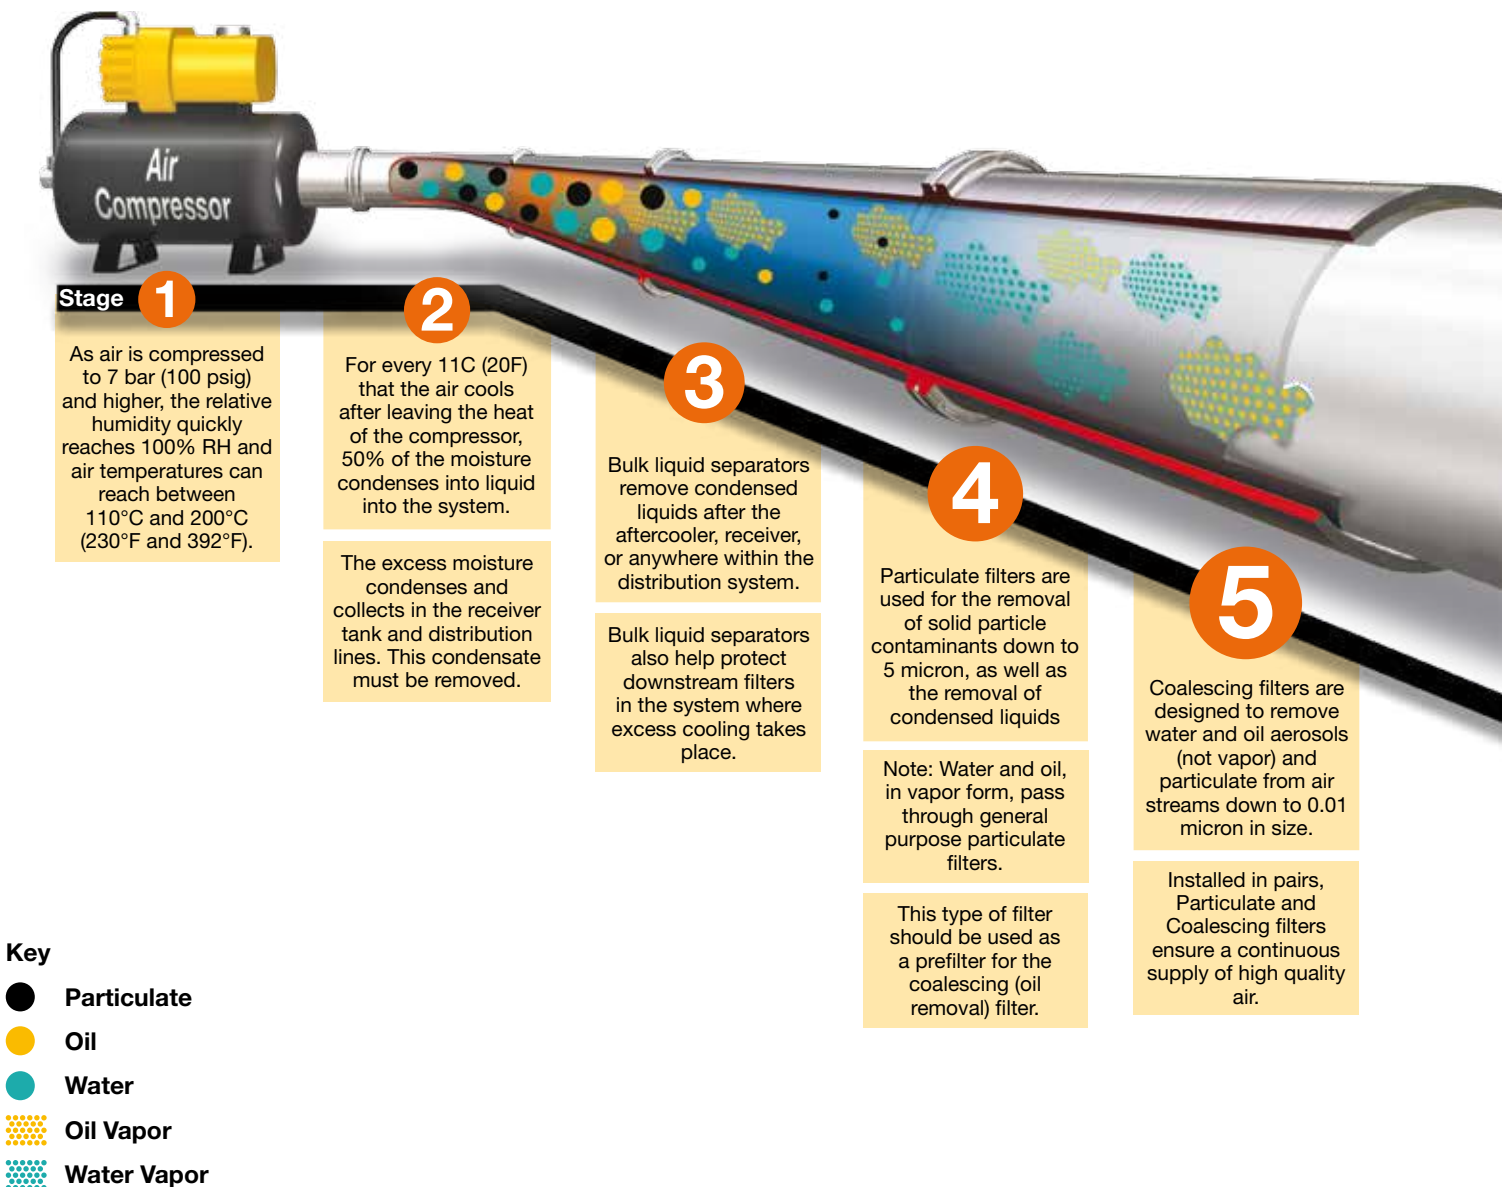 Air
Compressor
Stage
1
As air is compressed
to 7 bar (100 psig)
and higher, the relative
humidity quickly
reaches 100% RH and
air temperatures can
reach between
110°C and 200°C
(230°F and 392°F).
2
For every 11C (20F)
that the air cools
after leaving the heat
of the compressor,
50% of the moisture
condenses into liquid
into the system.
The excess moisture
condenses and
collects in the receiver
tank and distribution
lines. This condensate
must be removed.
3
Bulk liquid separators
remove condensed
liquids after the
aftercooler, receiver,
or anywhere within the
distribution system.
Bulk liquid separators
also help protect
downstream filters
in the system where
excess cooling takes
place.
4
Particulate filters are
used for the removal
of solid particle
contaminants down to
5 micron, as well as
the removal of
condensed liquids
Note: Water and oil,
in vapor form, pass
through general
purpose particulate
filters.
This type of filter
should be used as
a prefilter for the
coalescing (oil
removal) filter.
5
Coalescing filters are
designed to remove
water and oil aerosols
(not vapor) and
particulate from air
streams down to 0.01
micron in size.
Installed in pairs,
Particulate and
Coalescing filters
ensure a continuous
supply of high quality
air.
Key
Particulate
Oil
Water
Oil Vapor
Water Vapor